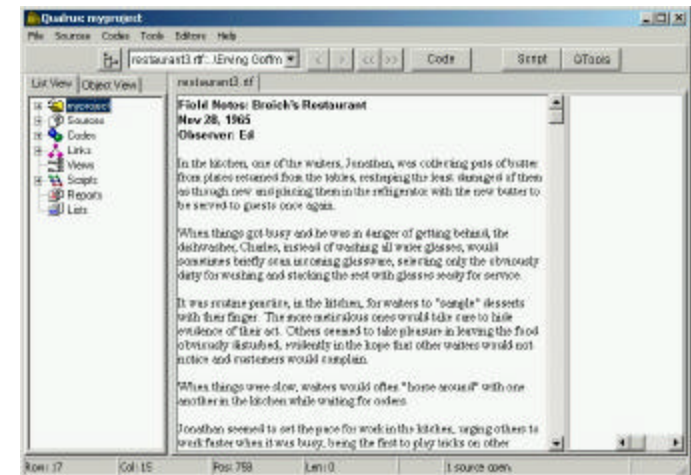 Qualrus: myproject
File Sources Codes Tools Editors Help
restaurant3.rtf: ..\Erving Goffm < > << >> Code Script QTools
List View Object View restaurant3.rtf
myproject
Sources
Codes
Links
Views
Scripts
Reports
Lists
Field Notes: Broich's Restaurant
Nov 28, 1965
Observer: Ed
In the kitchen, one of the waiters, Jonathan, was collecting pats of butter
from plates returned from the tables, reshaping the least damaged of them
as though new and placing them in the refrigerator with the new butter to
be served to guests once again.
When things got busy and he was in danger of getting behind, the
dishwasher, Charles, instead of washing all water glasses, would
sometimes briefly scan incoming glassware, selecting only the obviously
dirty for washing and stacking the rest with glasses ready for service.
It was routine practice, in the kitchen, for waiters to "sample" desserts
with their finger. The more meticulous ones would take care to hide
evidence of their act. Others seemed to take pleasure in leaving the food
obviously disturbed, evidently in the hope that other waiters would not
notice and customers would complain.
When things were slow, waiters would often "horse around" with one
another in the kitchen while waiting for orders.
Jonathan seemed to set the pace for work in the kitchen, urging others to
work faster when it was busy, being the first to play tricks on other
Row: 17 Col: 15 Pos: 759 Len: 0 1 source open.